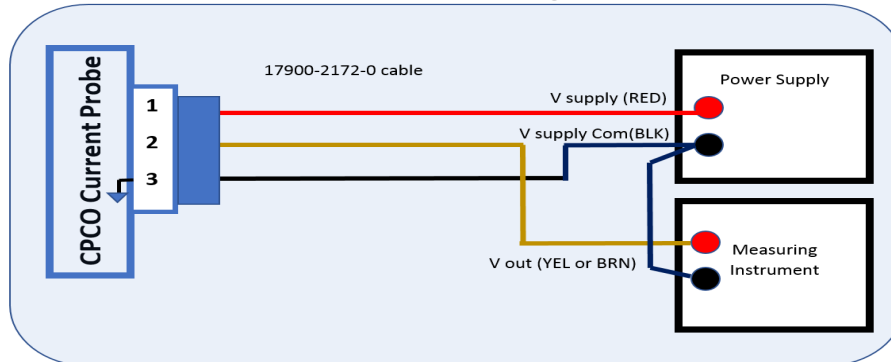 CPCO Current Probe
17900-2172-0 cable
1
2
3
V supply (RED)
V supply Com(BLK)
V out (YEL or BRN)
Power Supply
Measuring
Instrument